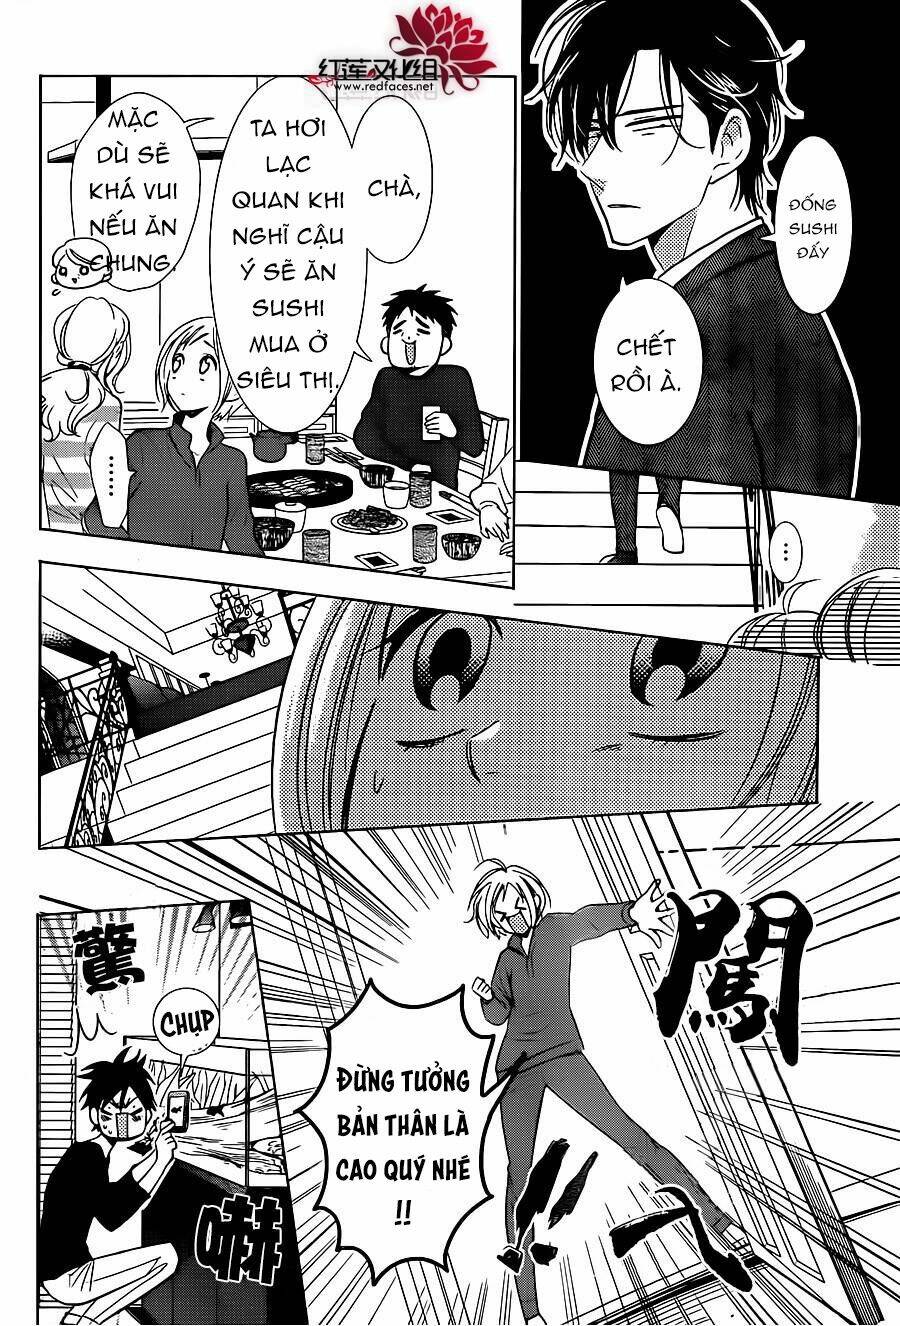 红莲汉化组
www.redfaces.net
ĐỐNG
SUSHI
ĐẤY
CHẾT
RỒI À.
CHÀ,
TA HƠI
LẠC
QUAN KHI
NGHĨ CẬU
Ý SẼ ĂN
SUSHI
MUA Ở
SIÊU THỊ.
MẶC
DÙ SẼ
KHÁ VUI
NẾU ĂN
CHUNG.
......
...
闖
ĐỪNG TƯỞNG
BẢN THÂN LÀ
CAO QUÝ NHÉ
!!
驚
CHỤP
嚇